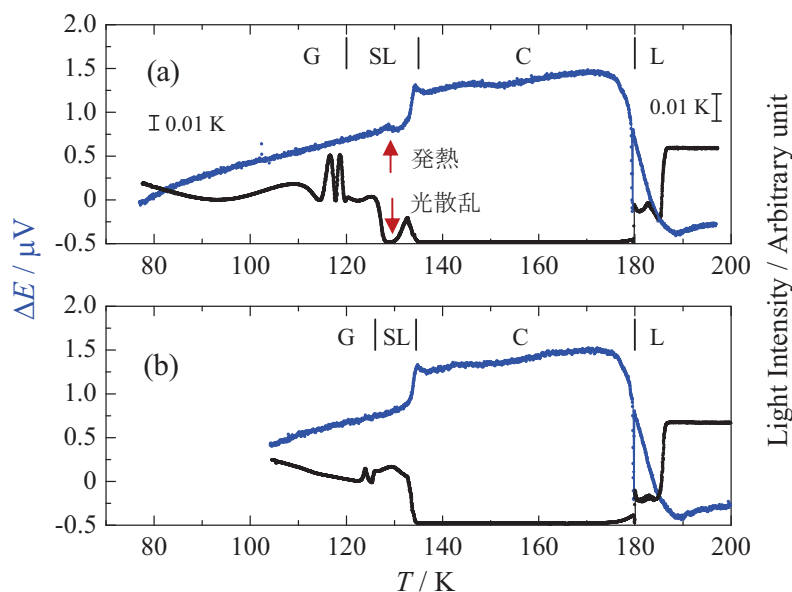 2.0
1.5
1.0
0.5
0
-0.5
(a)
G
SL
C
L
0.01 K
0.01 K
発熱
光散乱
80 100 120 140 160 180 200
2.0
1.5
1.0
0.5
0
-0.5
(b)
G
SL
C
L
80 100 120 140 160 180 200
T / K
ΔE / μV
Light Intensity / Arbitrary unit